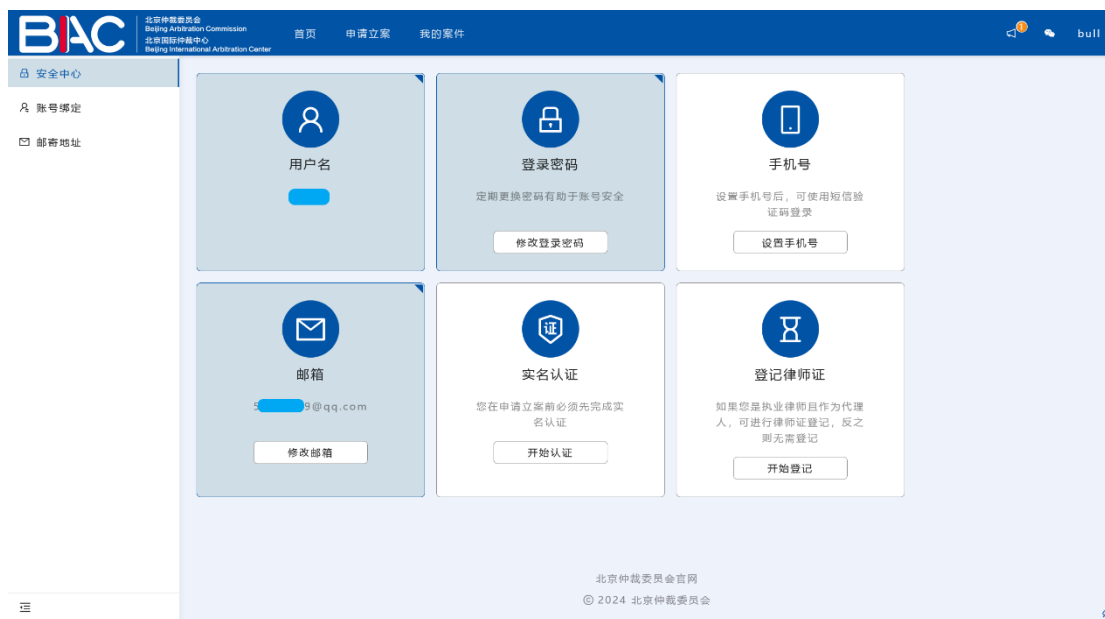 BIAC
北京仲裁委员会
Beijing Arbitration Commission
北京国际仲裁中心
Beijing International Arbitration Center
首页
申请立案
我的案件
1
bull
安全中心
账号绑定
邮寄地址
用户名
登录密码
定期更换密码有助于账号安全
修改登录密码
手机号
设置手机号后，可使用短信验
证码登录
设置手机号
邮箱
5 9@qq.com
修改邮箱
证
实名认证
您在申请立案前必须先完成实
名认证
开始认证
登记律师证
如果您是执业律师且作为代理
人，可进行律师证登记，反之
则无需登记
开始登记
北京仲裁委员会官网
© 2024 北京仲裁委员会